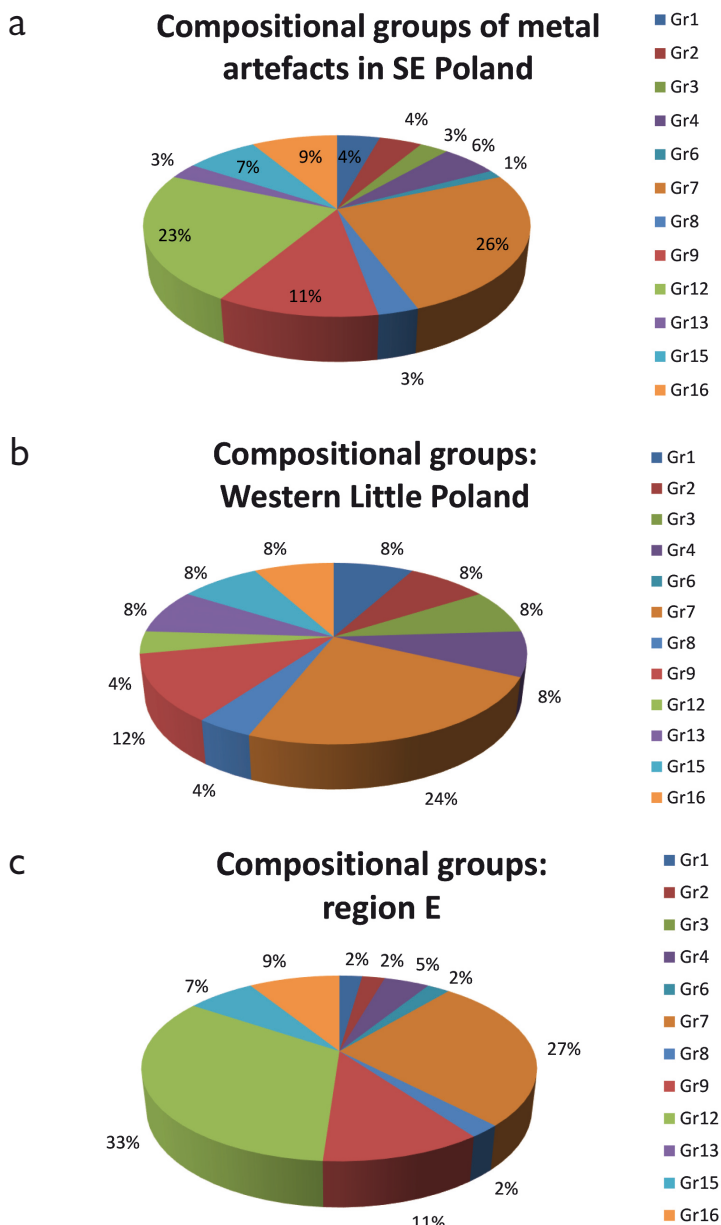 a
Compositional groups of metal
artefacts in SE Poland
4%
4%
3%
6%
1%
26%
3%
11%
23%
3%
7%
9%
Gr1
Gr2
Gr3
Gr4
Gr6
Gr7
Gr8
Gr9
Gr12
Gr13
Gr15
Gr16
b
Compositional groups:
Western Little Poland
8%
8%
8%
8%
24%
4%
12%
4%
8%
8%
8%
Gr1
Gr2
Gr3
Gr4
Gr6
Gr7
Gr8
Gr9
Gr12
Gr13
Gr15
Gr16
c
Compositional groups:
region E
2%
2%
5%
2%
27%
2%
11%
33%
7%
9%
Gr1
Gr2
Gr3
Gr4
Gr6
Gr7
Gr8
Gr9
Gr12
Gr13
Gr15
Gr16